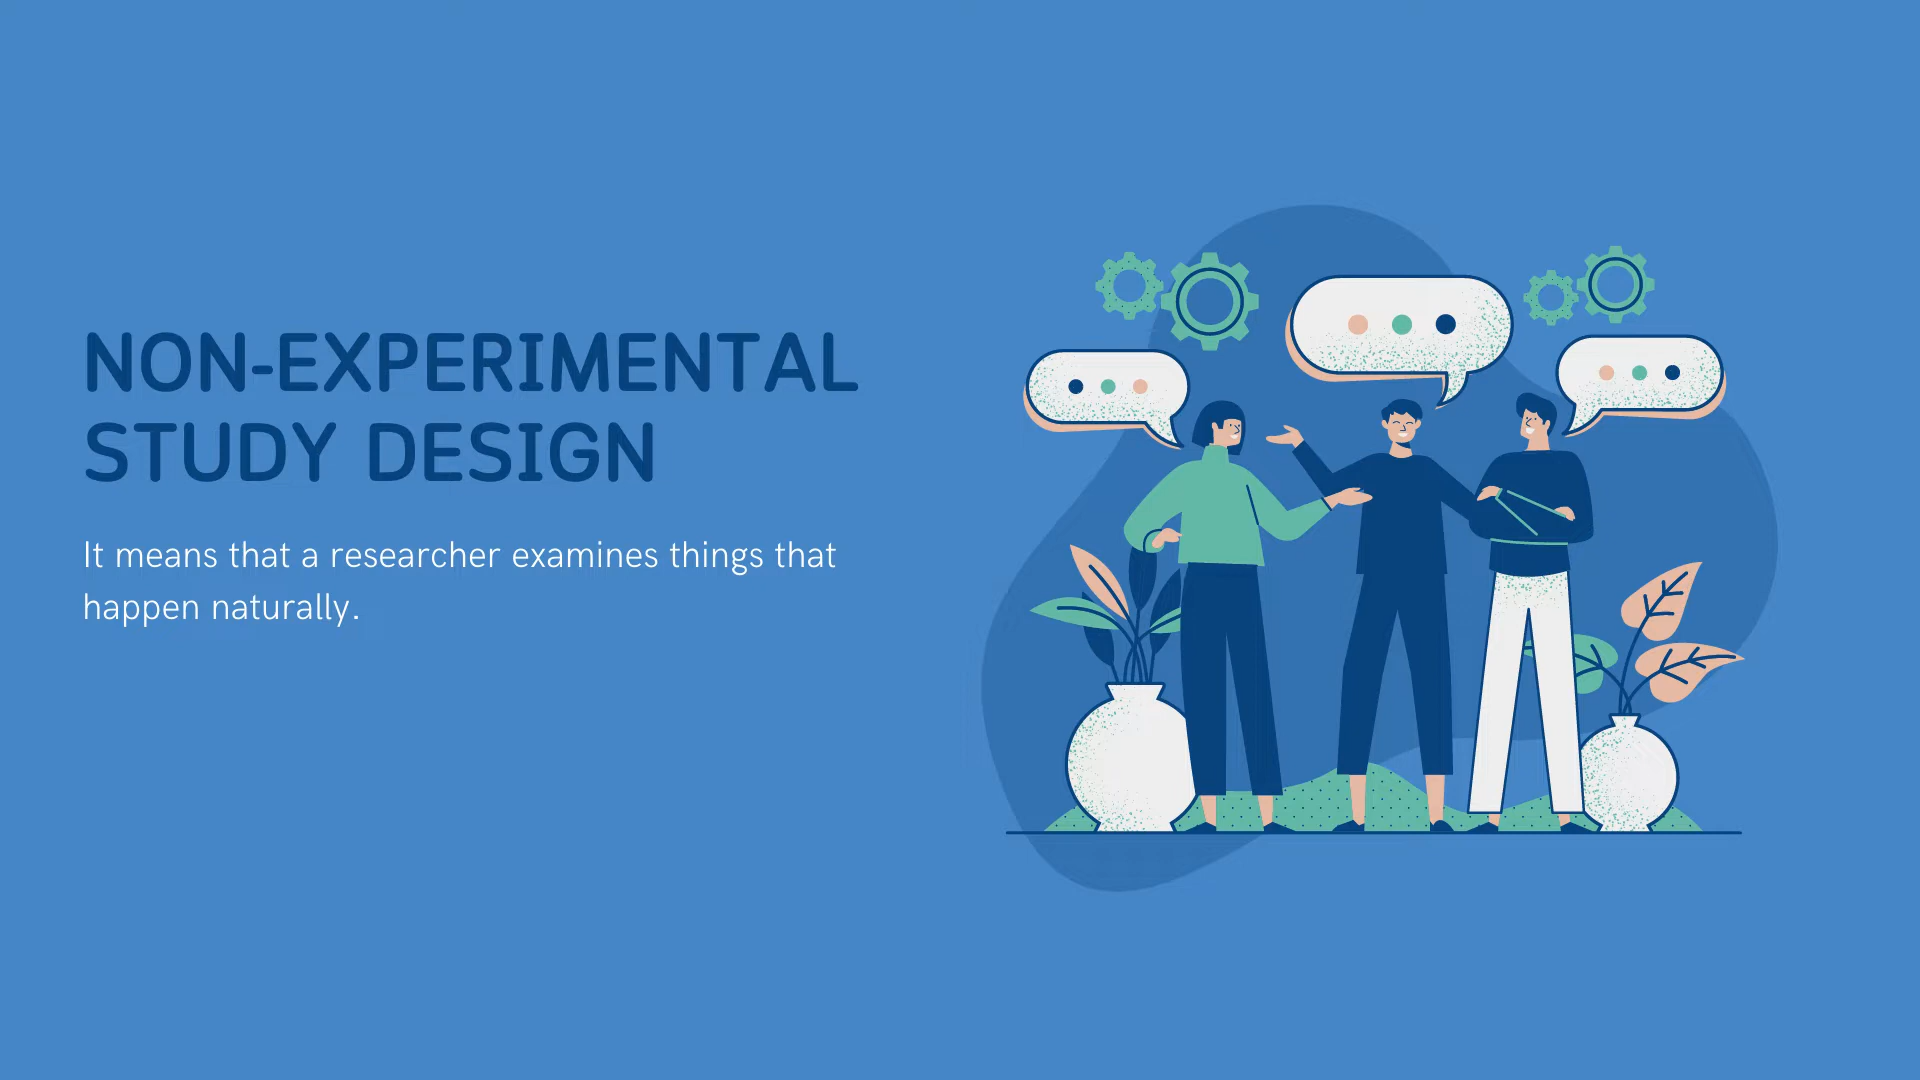 NON-EXPERIMENTAL
STUDY DESIGN
It means that a researcher examines things that
happen naturally.